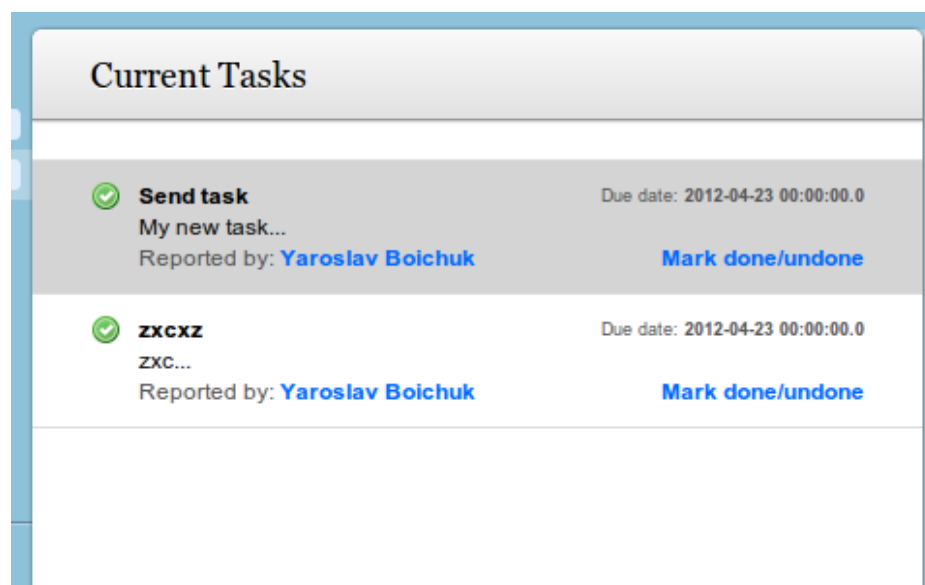 Current Tasks
Send task Due date: 2012-04-23 00:00:00.0
My new task...
Reported by: Yaroslav Boichuk Mark done/undone
zxcxz Due date: 2012-04-23 00:00:00.0
zxc...
Reported by: Yaroslav Boichuk Mark done/undone